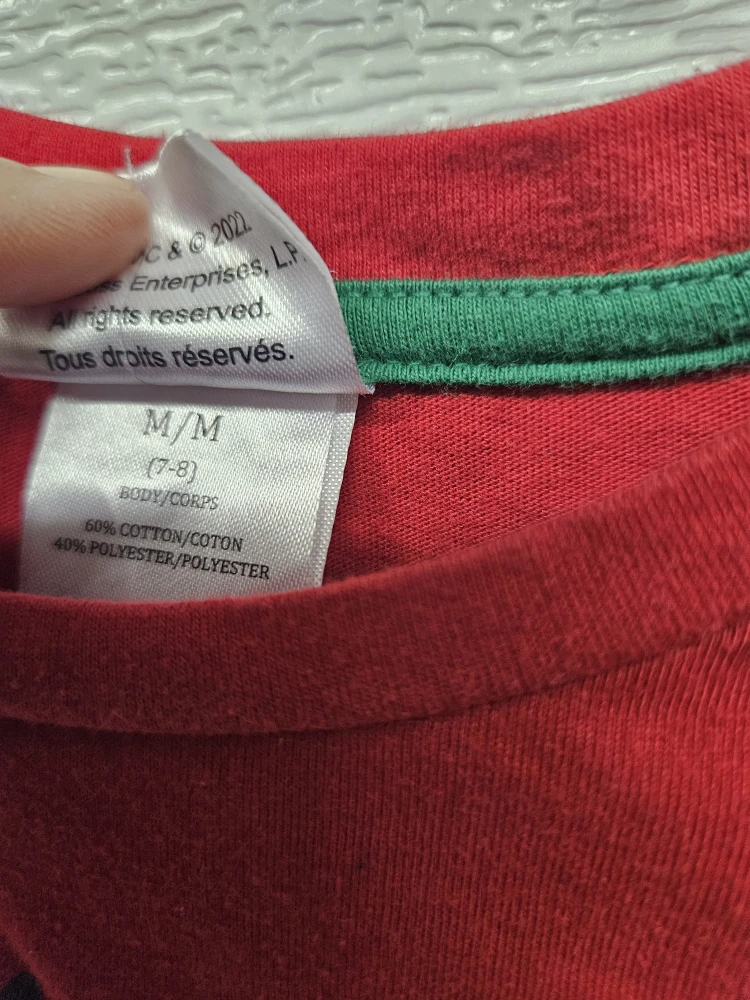 & © 2022
Enterprises, L.P.
All rights reserved.
Tous droits réservés.
M/M
(7-8)
BODY/CORPS
60% COTTON/COTON
40% POLYESTER/POLYESTER